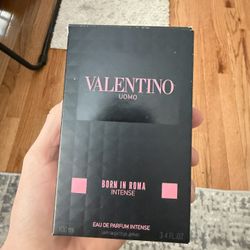 VALENTINO
UOMO
BORN IN ROMA
INTENSE
EAU DE PARFUM INTENSE
100 ml 3.4 FL.OZ